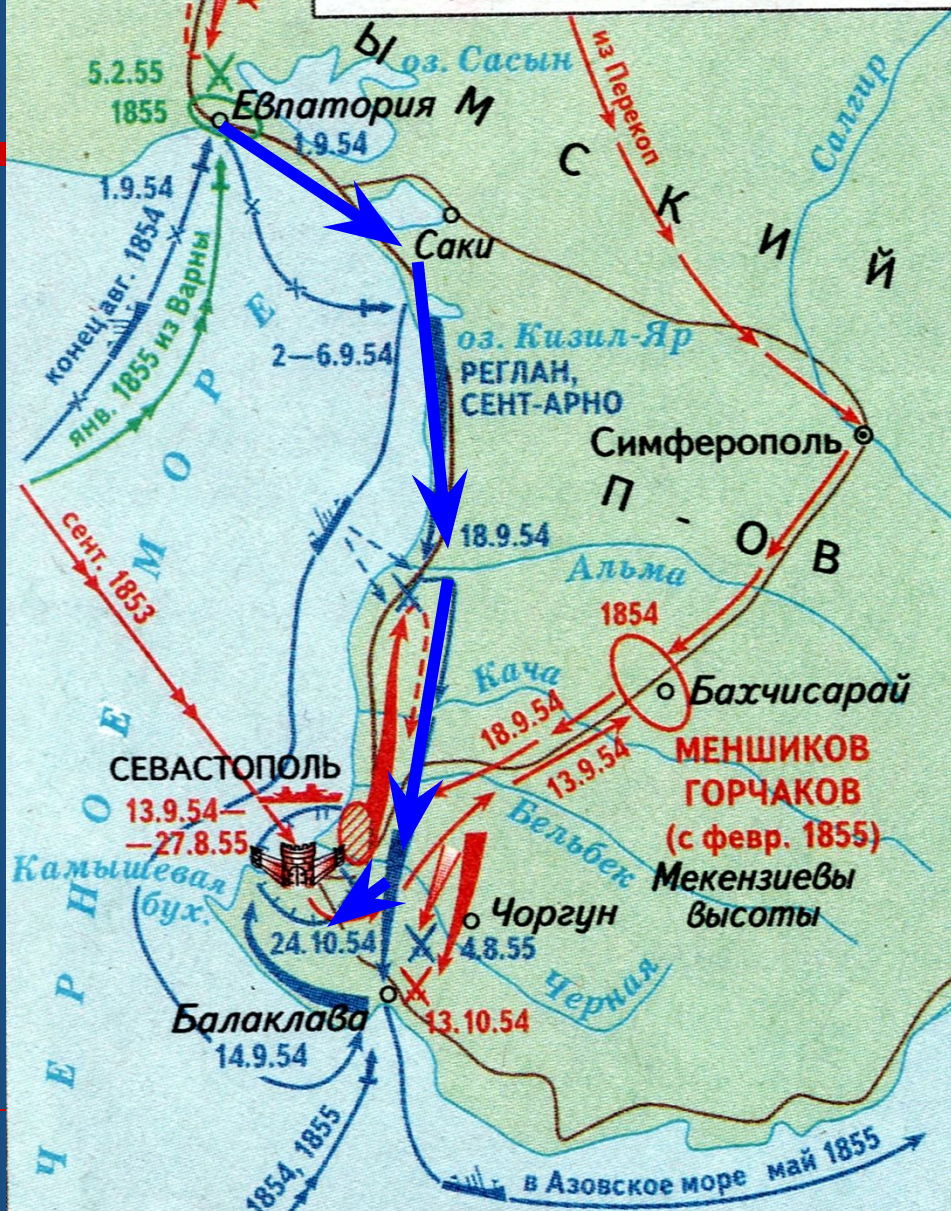 Ы
оз. Сасын
из Перекоп
5.2.55
1855
Евпатория
М
1.9.54
Салгир
С
1.9.54
К
И
Й
Саки
конец авг. 1854
янв. 1855 из Варны
2—6.9.54
оз. Кизил-Яр
РЕГЛАН,
СЕНТ-АРНО
Симферополь
П - О В
18.9.54
Альма
сент. 1853
1854
Кача
18.9.54
Бахчисарай
13.9.54
МЕНШИКОВ
ГОРЧАКОВ
(с февр. 1855)
СЕВАСТОПОЛЬ
13.9.54—
—27.8.55
Бельбек
Камышевая
бух.
Мекензиевы
высоты
Чоргун
24.10.54
4.8.55
Черная
Балаклава
13.10.54
14.9.54
1854, 1855
в Азовское море май 1855
ЧЕРНОЕ МОРЕ